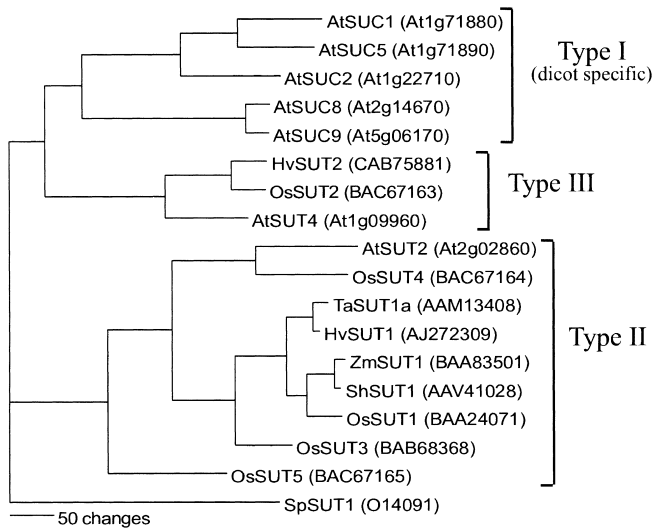 AtSUC1 (At1g71880)
AtSUC5 (At1g71890)
Type I
(dicot specific)
AtSUC2 (At1g22710)
AtSUC8 (At2g14670)
AtSUC9 (At5g06170)
HvSUT2 (CAB75881)
OsSUT2 (BAC67163)
Type III
AtSUT4 (At1g09960)
AtSUT2 (At2g02860)
OsSUT4 (BAC67164)
TaSUT1a (AAM13408)
HvSUT1 (AJ272309)
Type II
ZmSUT1 (BAA83501)
ShSUT1 (AAV41028)
OsSUT1 (BAA24071)
OsSUT3 (BAB68368)
OsSUT5 (BAC67165)
SpSUT1 (O14091)
50 changes